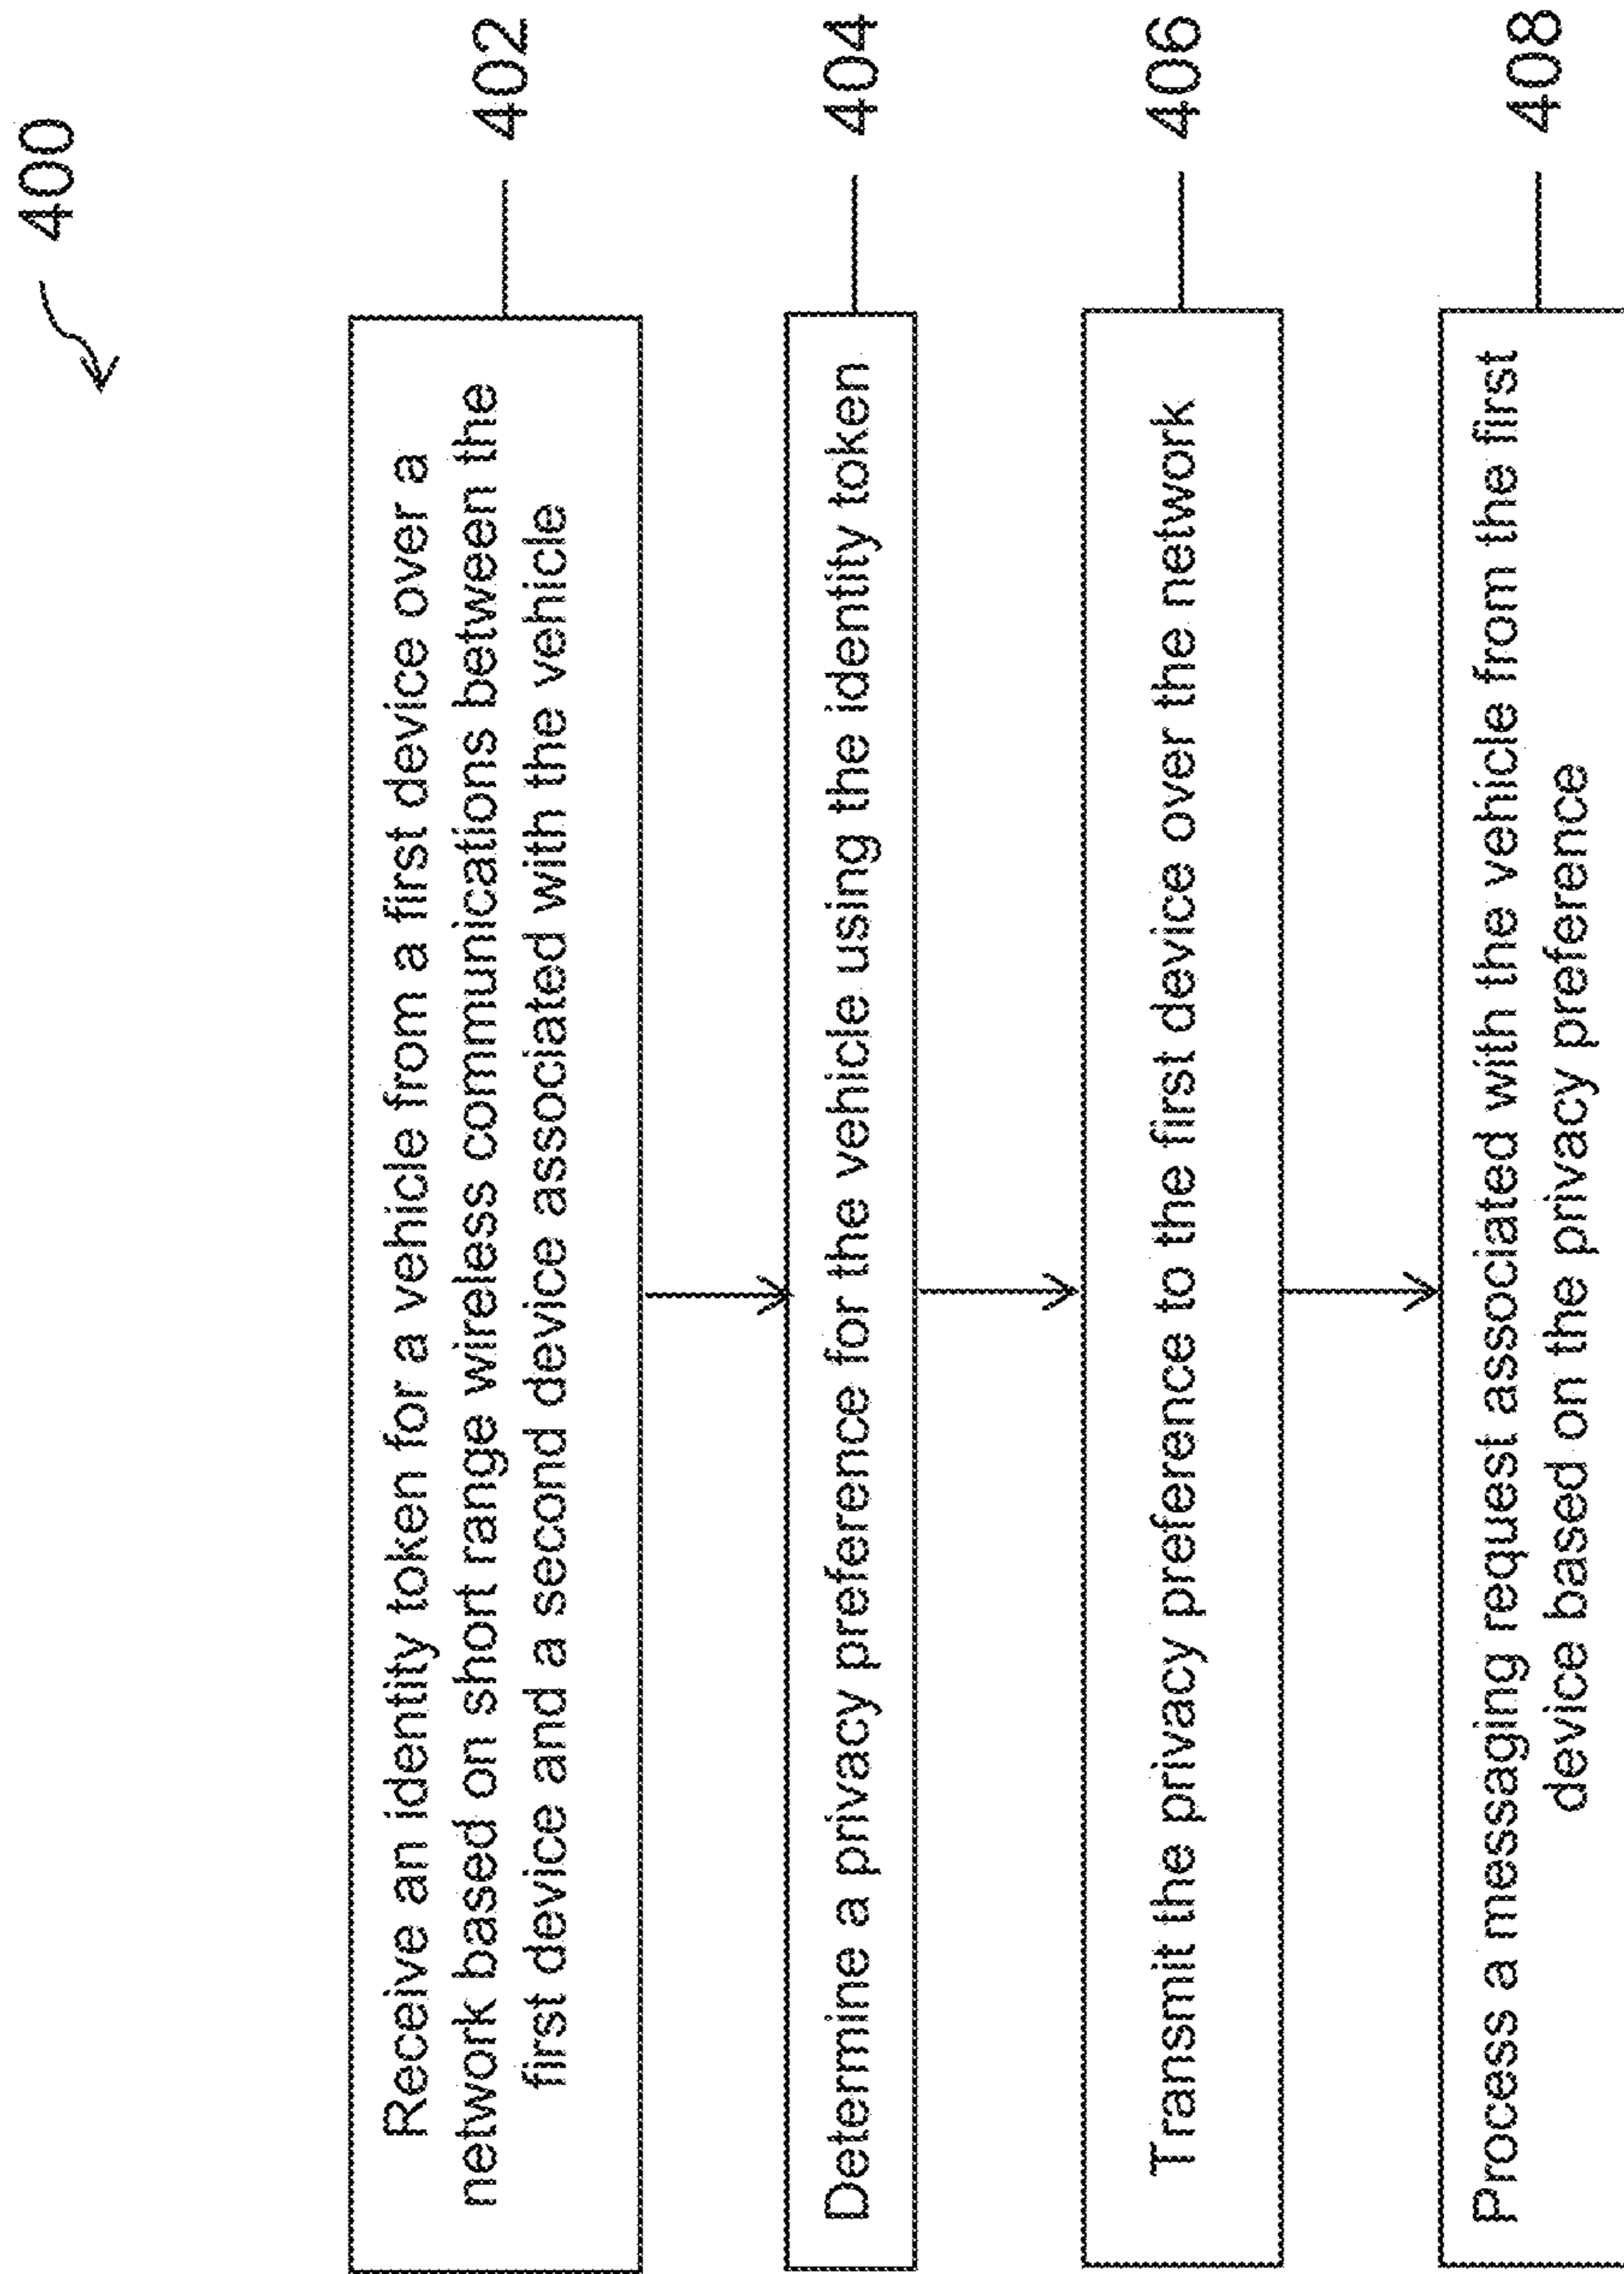 400
Receive an identity token for a vehicle from a first device over a
network based on short range wireless communications between the
first device and a second device associated with the vehicle
402
Determine a privacy preference for the vehicle using the identity token
404
Transmit the privacy preference to the first device over the network
406
Process a messaging request associated with the vehicle from the first
device based on the privacy preference
408